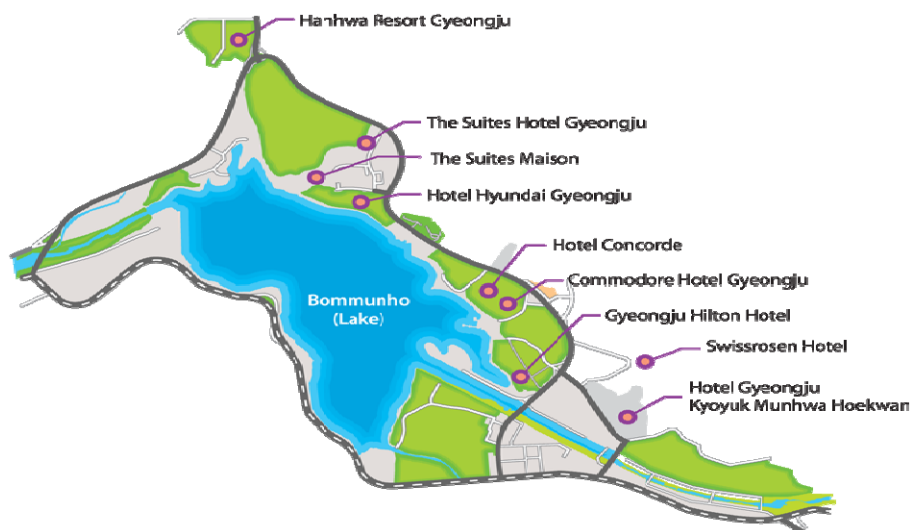 Hanhwa Resort Gyeongju
The Suites Hotel Gyeongju
The Suites Maison
Hotel Hyundai Gyeongju
Hotel Concorde
Commodore Hotel Gyeongju
Bommunho
(Lake)
Gyeongju Hilton Hotel
Swissrosen Hotel
Hotel Gyeongju
Kyoyuk Munhwa Hoekwan